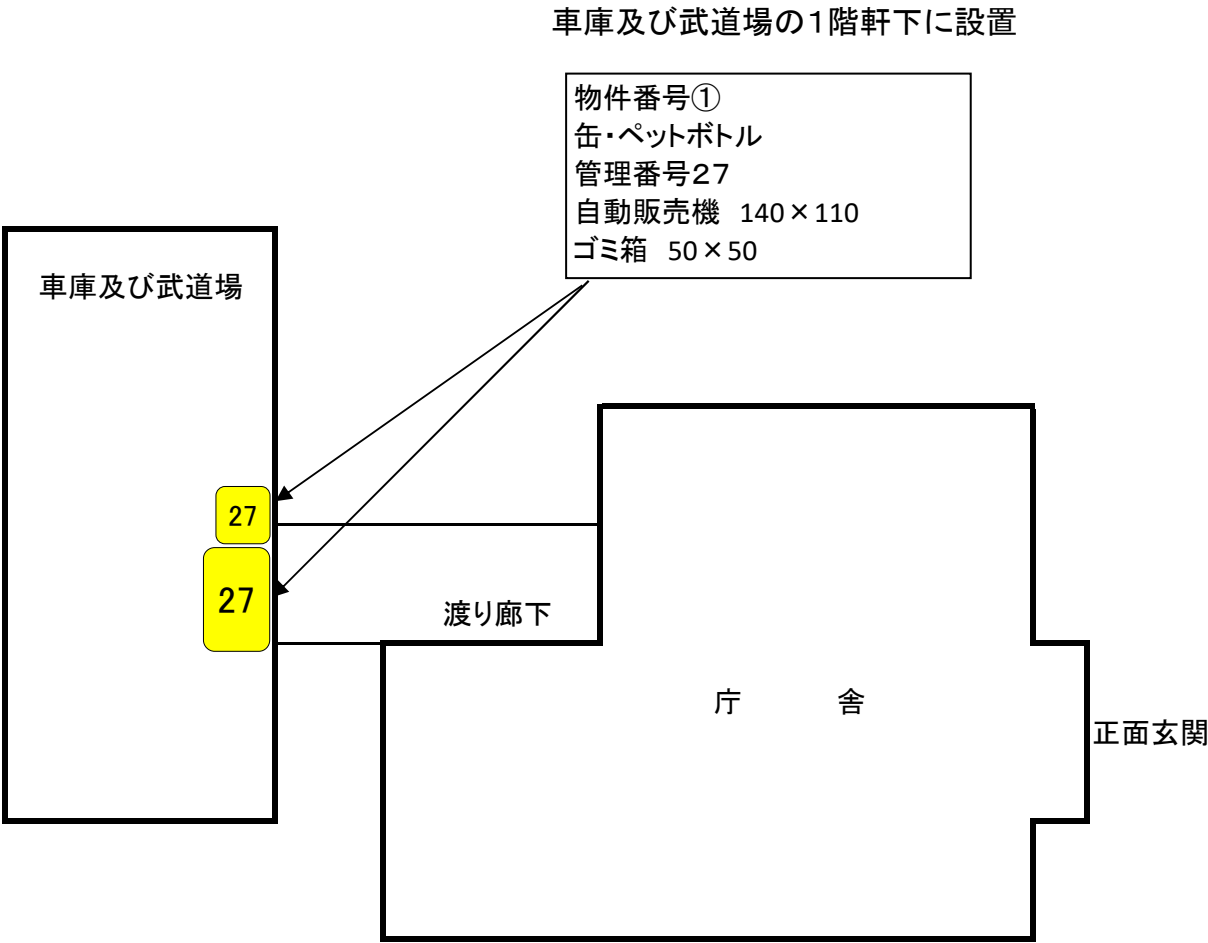 車庫及び武道場の1階軒下に設置
物件番号①
缶・ペットボトル
管理番号27
自動販売機 140×110
ゴミ箱 50×50
車庫及び武道場
27
27
渡り廊下
庁 舎
正面玄関